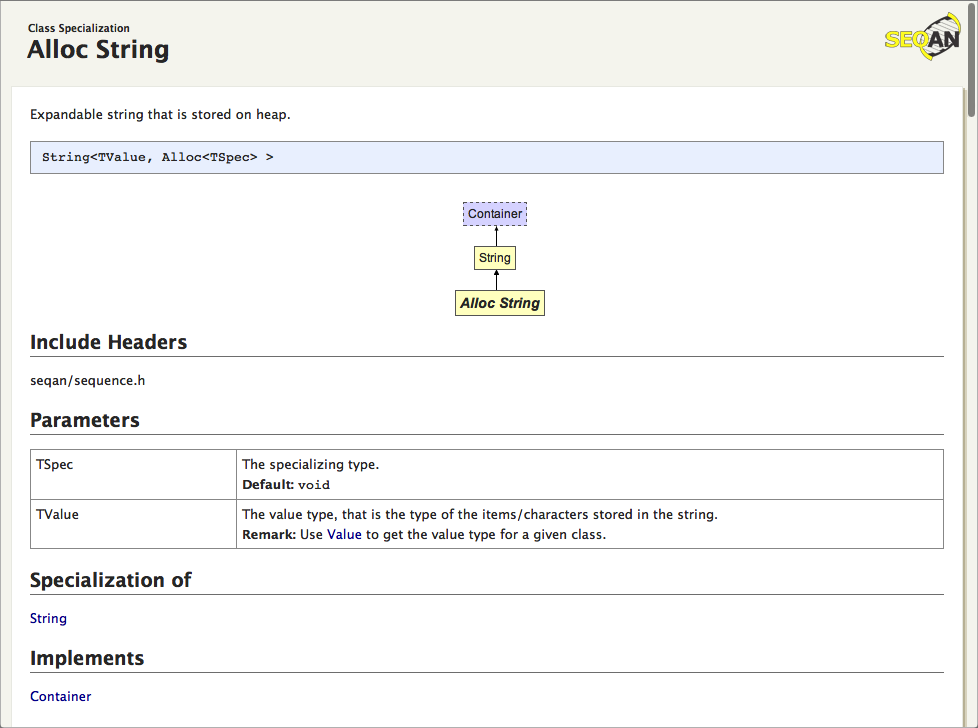 Class Specialization
Alloc String
SEQAN
Expandable string that is stored on heap.
String<TValue, Alloc<TSpec> >
Container
String
Alloc String
Include Headers
seqan/sequence.h
Parameters
TSpec
The specializing type.
Default: void
TValue
The value type, that is the type of the items/characters stored in the string.
Remark: Use Value to get the value type for a given class.
Specialization of
String
Implements
Container